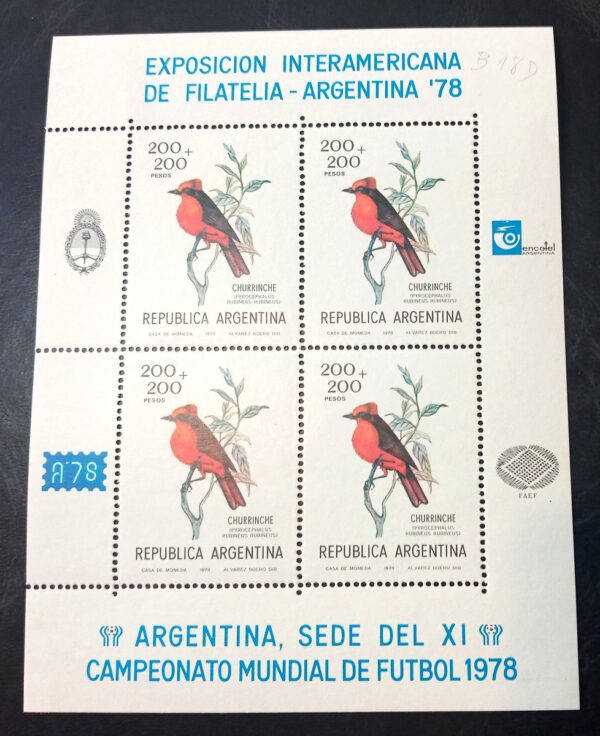 EXPOSICION INTERAMERICANA
DE FILATELIA - ARGENTINA '78
B 18 D
200 + 200
PESOS
CHURRINCHE
(PYROCEPHALUS
RUBINEUS RUBINEUS)
REPUBLICA ARGENTINA
CASA DE MONEDA 1978 ALVAREZ BOERO DIB
200 + 200
PESOS
CHURRINCHE
(PYROCEPHALUS
RUBINEUS RUBINEUS)
REPUBLICA ARGENTINA
CASA DE MONEDA 1978 ALVAREZ BOERO DIB
encotel
ARGENTINA
200 + 200
PESOS
CHURRINCHE
(PYROCEPHALUS
RUBINEUS RUBINEUS)
REPUBLICA ARGENTINA
CASA DE MONEDA 1978 ALVAREZ BOERO DIB
200 + 200
PESOS
CHURRINCHE
(PYROCEPHALUS
RUBINEUS RUBINEUS)
REPUBLICA ARGENTINA
CASA DE MONEDA 1978 ALVAREZ BOERO DIB
a'78
FAEF
ARGENTINA, SEDE DEL XI
CAMPEONATO MUNDIAL DE FUTBOL 1978